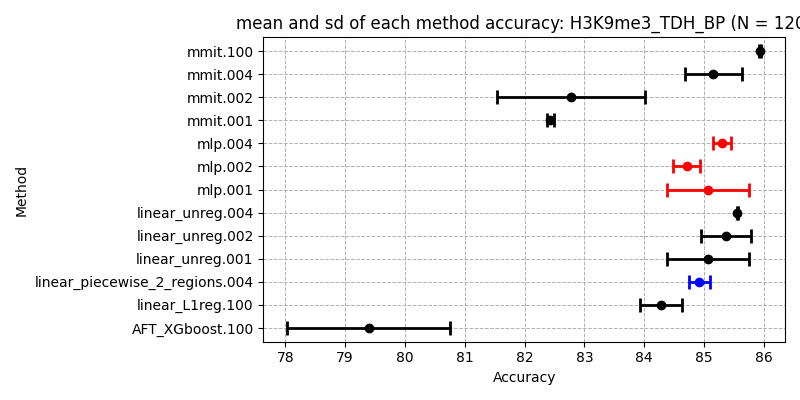 mean and sd of each method accuracy: H3K9me3_TDH_BP (N = 120
mmit.100
mmit.004
mmit.002
mmit.001
mlp.004
mlp.002
mlp.001
linear_unreg.004
linear_unreg.002
linear_unreg.001
linear_piecewise_2_regions.004
linear_L1reg.100
AFT_XGboost.100
Method
78 79 80 81 82 83 84 85 86
Accuracy